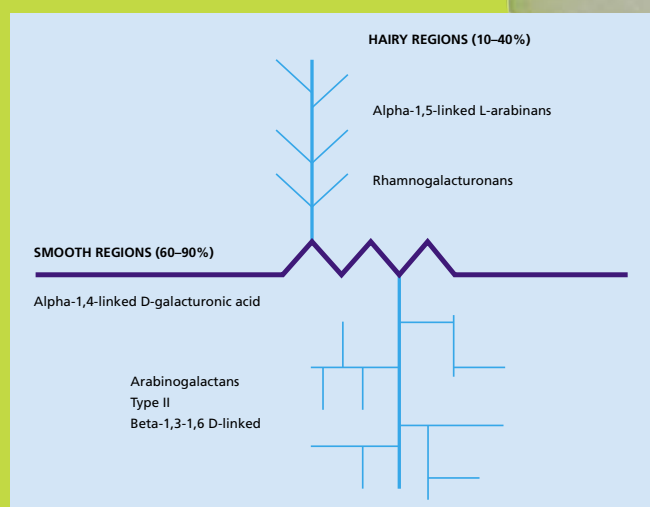 HAIRY REGIONS (10–40%)
Alpha-1,5-linked L-arabinans
Rhamnogalacturonans
SMOOTH REGIONS (60–90%)
Alpha-1,4-linked D-galacturonic acid
Arabinogalactans
Type II
Beta-1,3-1,6 D-linked